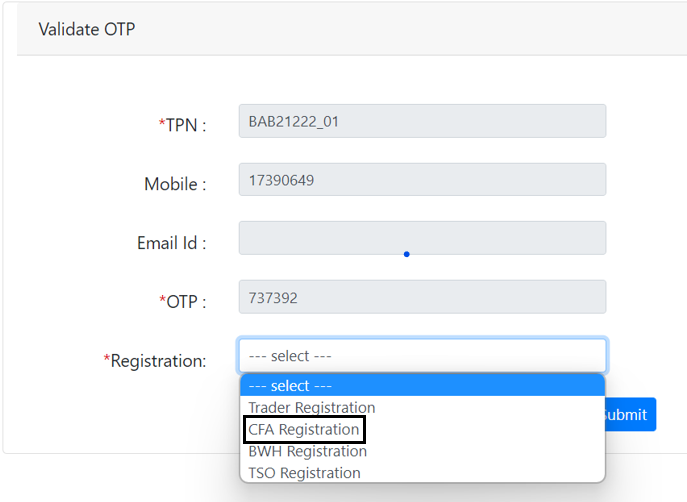 Validate OTP
*TPN : BAB21222_01
Mobile : 17390649
Email Id :
*OTP : 737392
*Registration: --- select ---
--- select ---
Trader Registration
CFA Registration
BWH Registration
TSO Registration